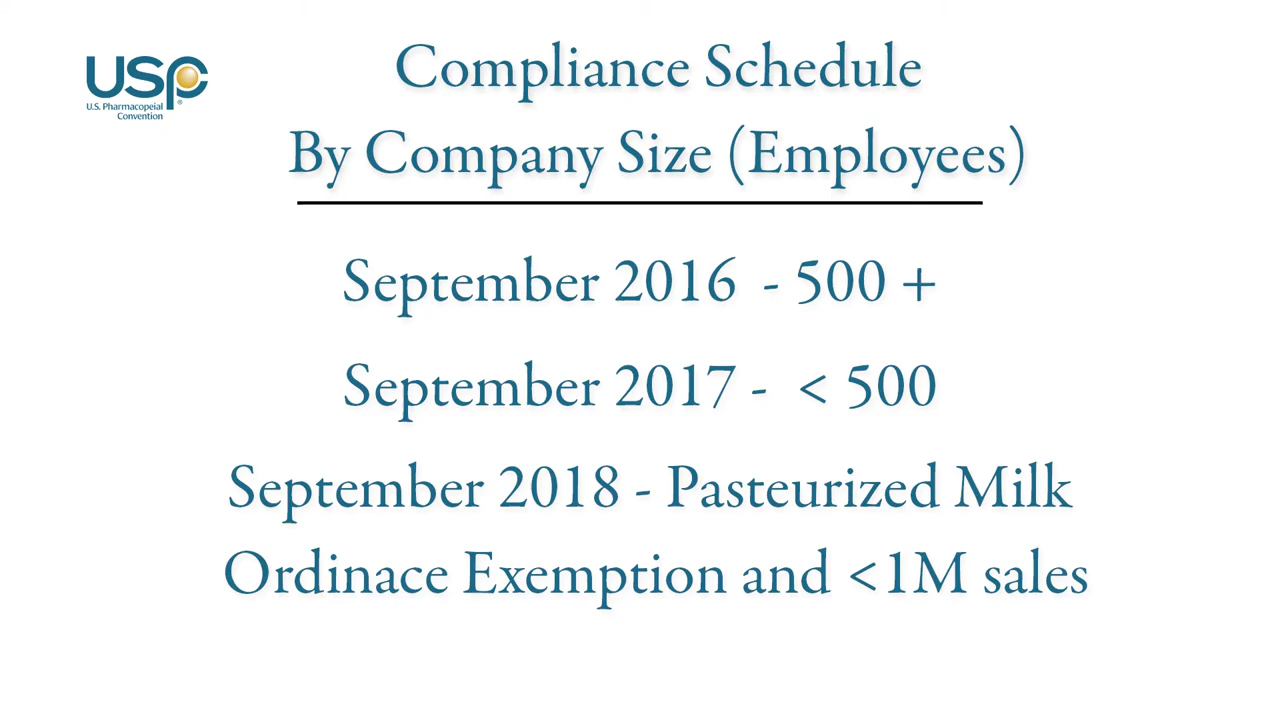 USP
U.S. Pharmacopeial
Convention
Compliance Schedule
By Company Size (Employees)
September 2016 - 500 +
September 2017 - < 500
September 2018 - Pasteurized Milk
Ordinace Exemption and <1M sales